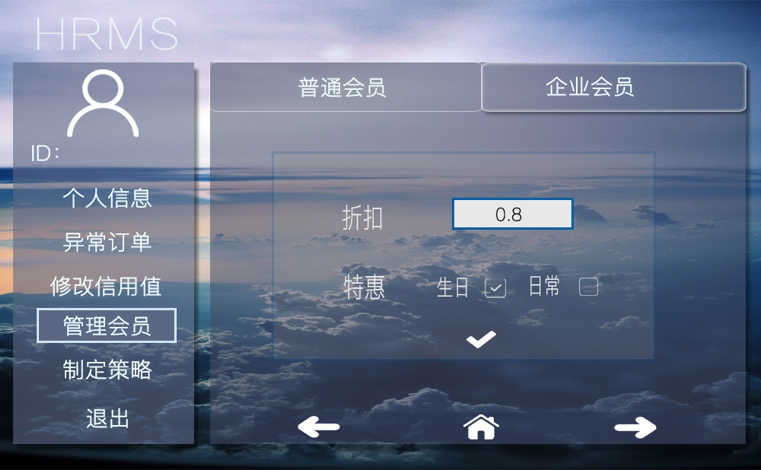 HRMS
ID：
个人信息
异常订单
修改信用值
管理会员
制定策略
退出
普通会员
企业会员
折扣
0.8
特惠 生日 日常